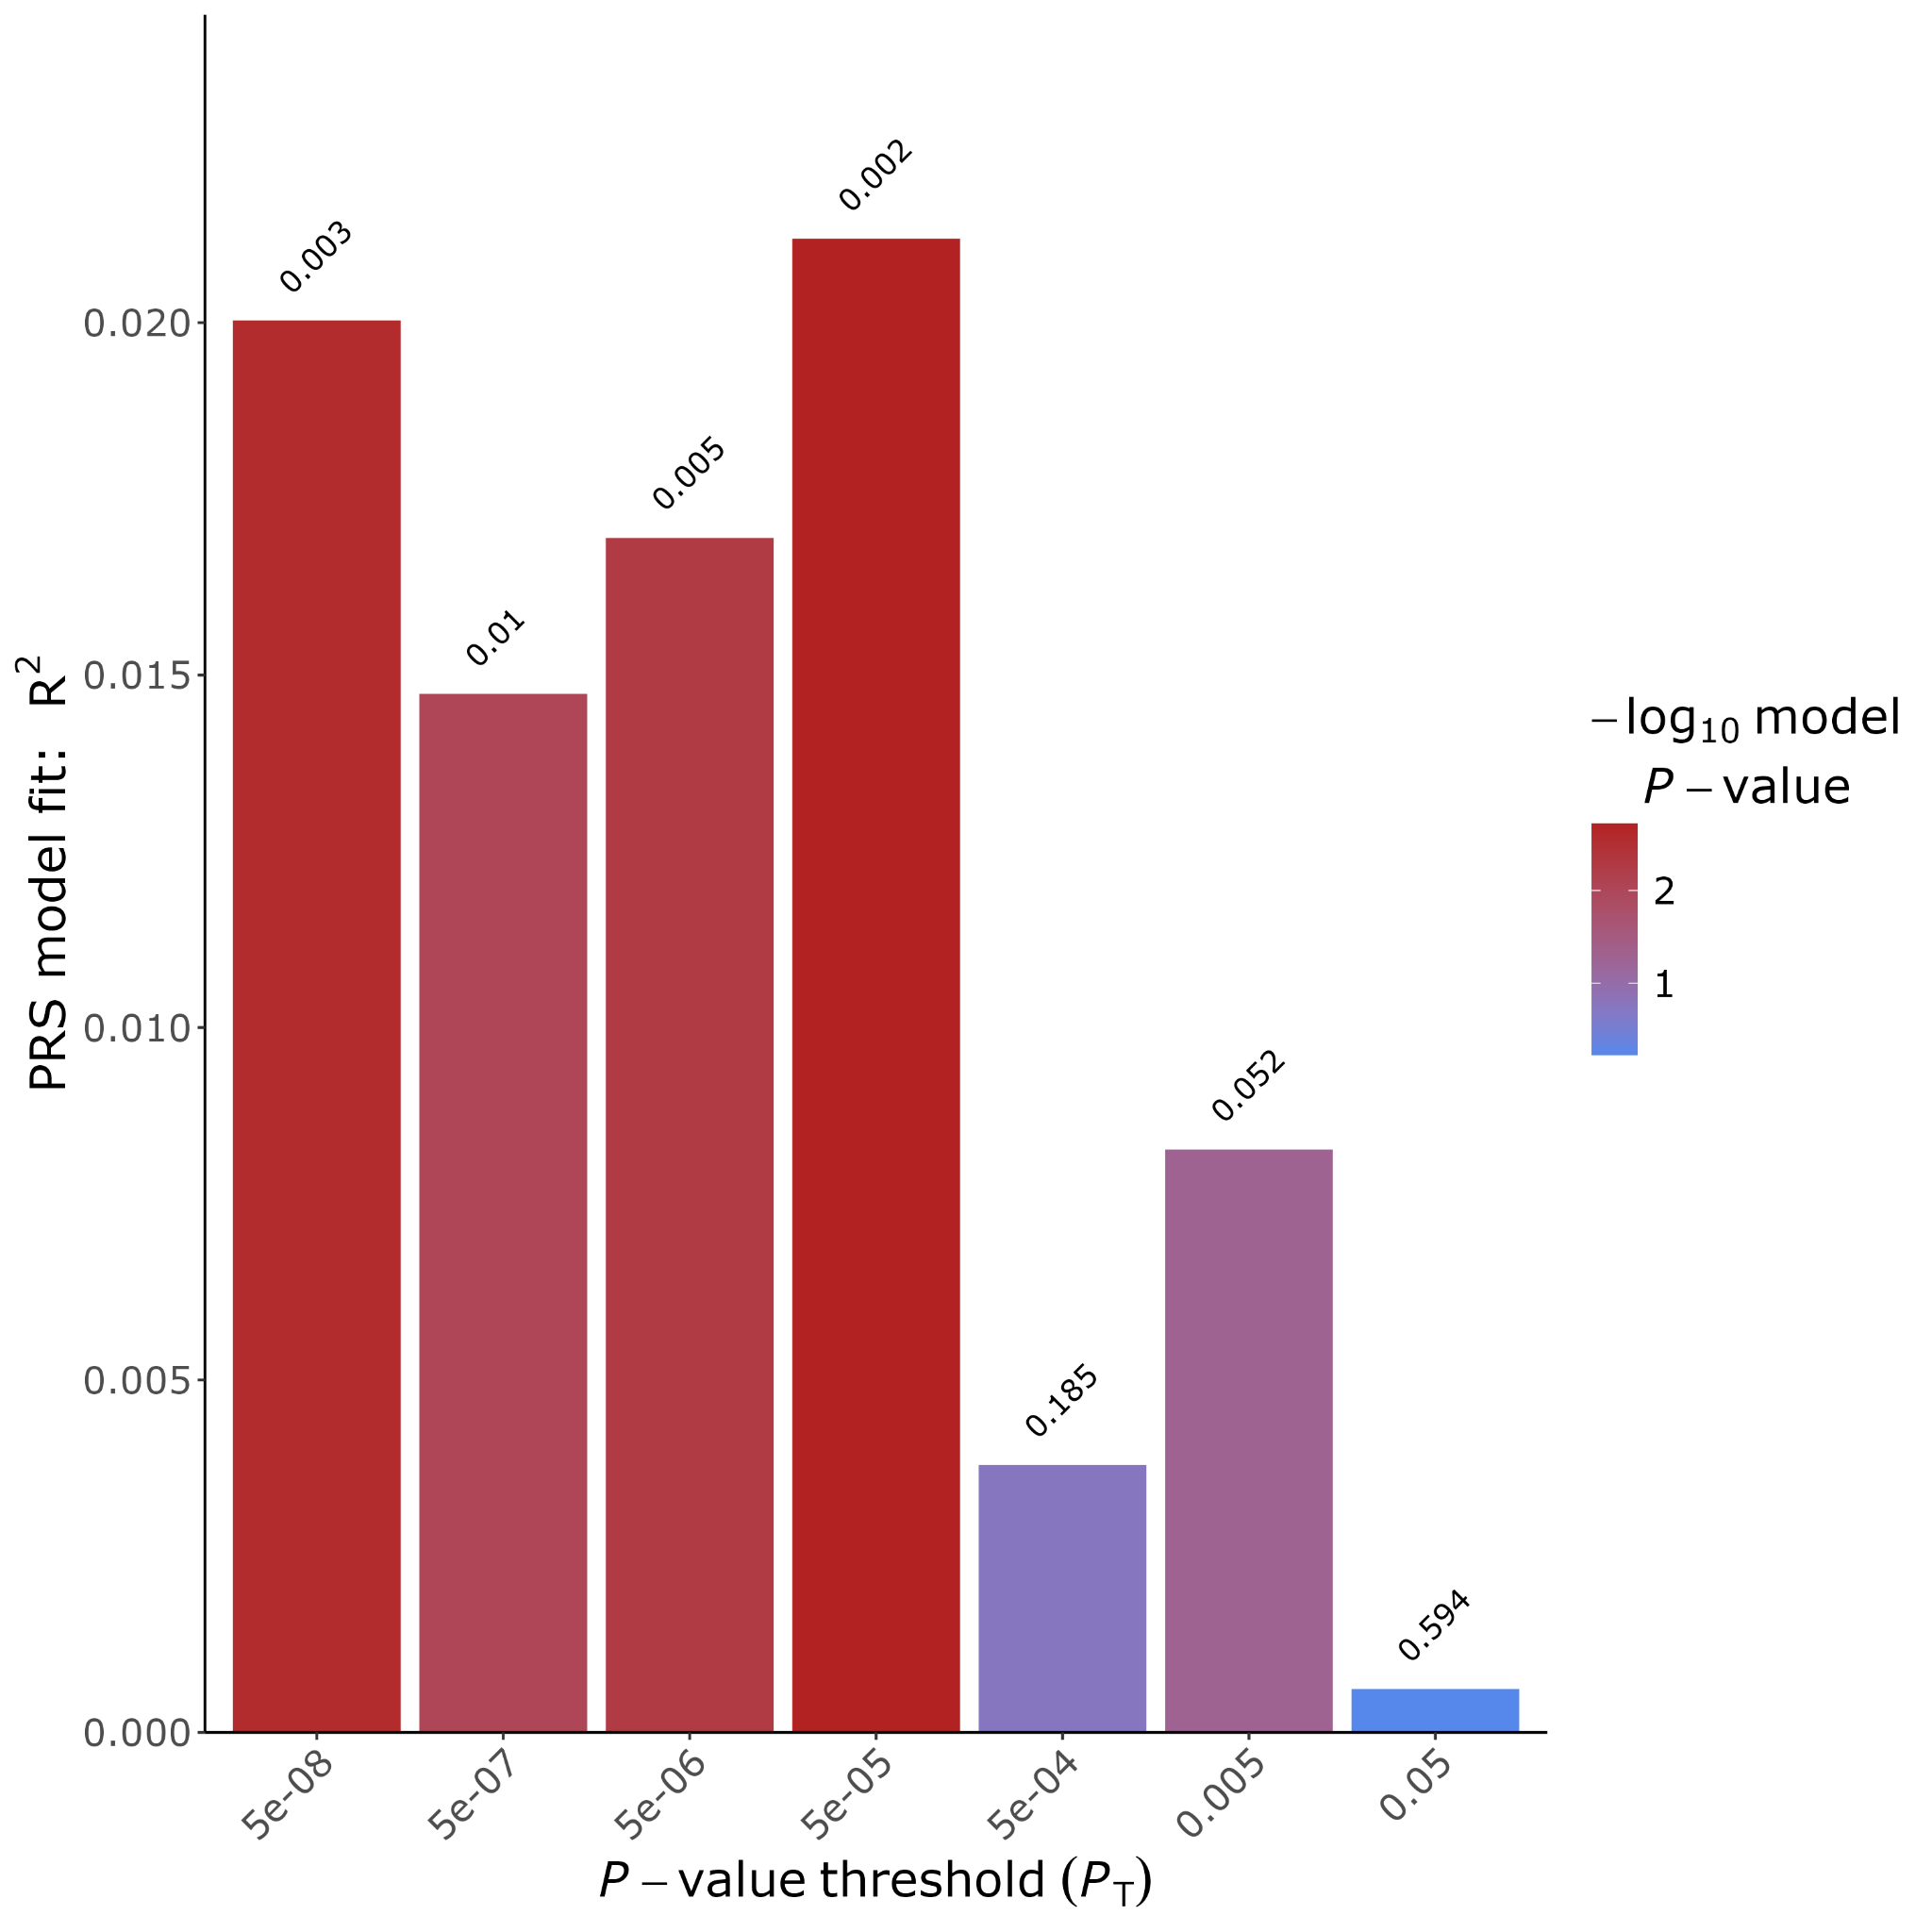 PRS model fit: R²
0.020
0.015
0.010
0.005
0.000
0.003
0.01
0.005
0.002
0.185
0.052
0.594
5e-08
5e-07
5e-06
5e-05
5e-04
0.005
0.05
P – value threshold (P_T)
– log₁₀ model
P – value
2
1